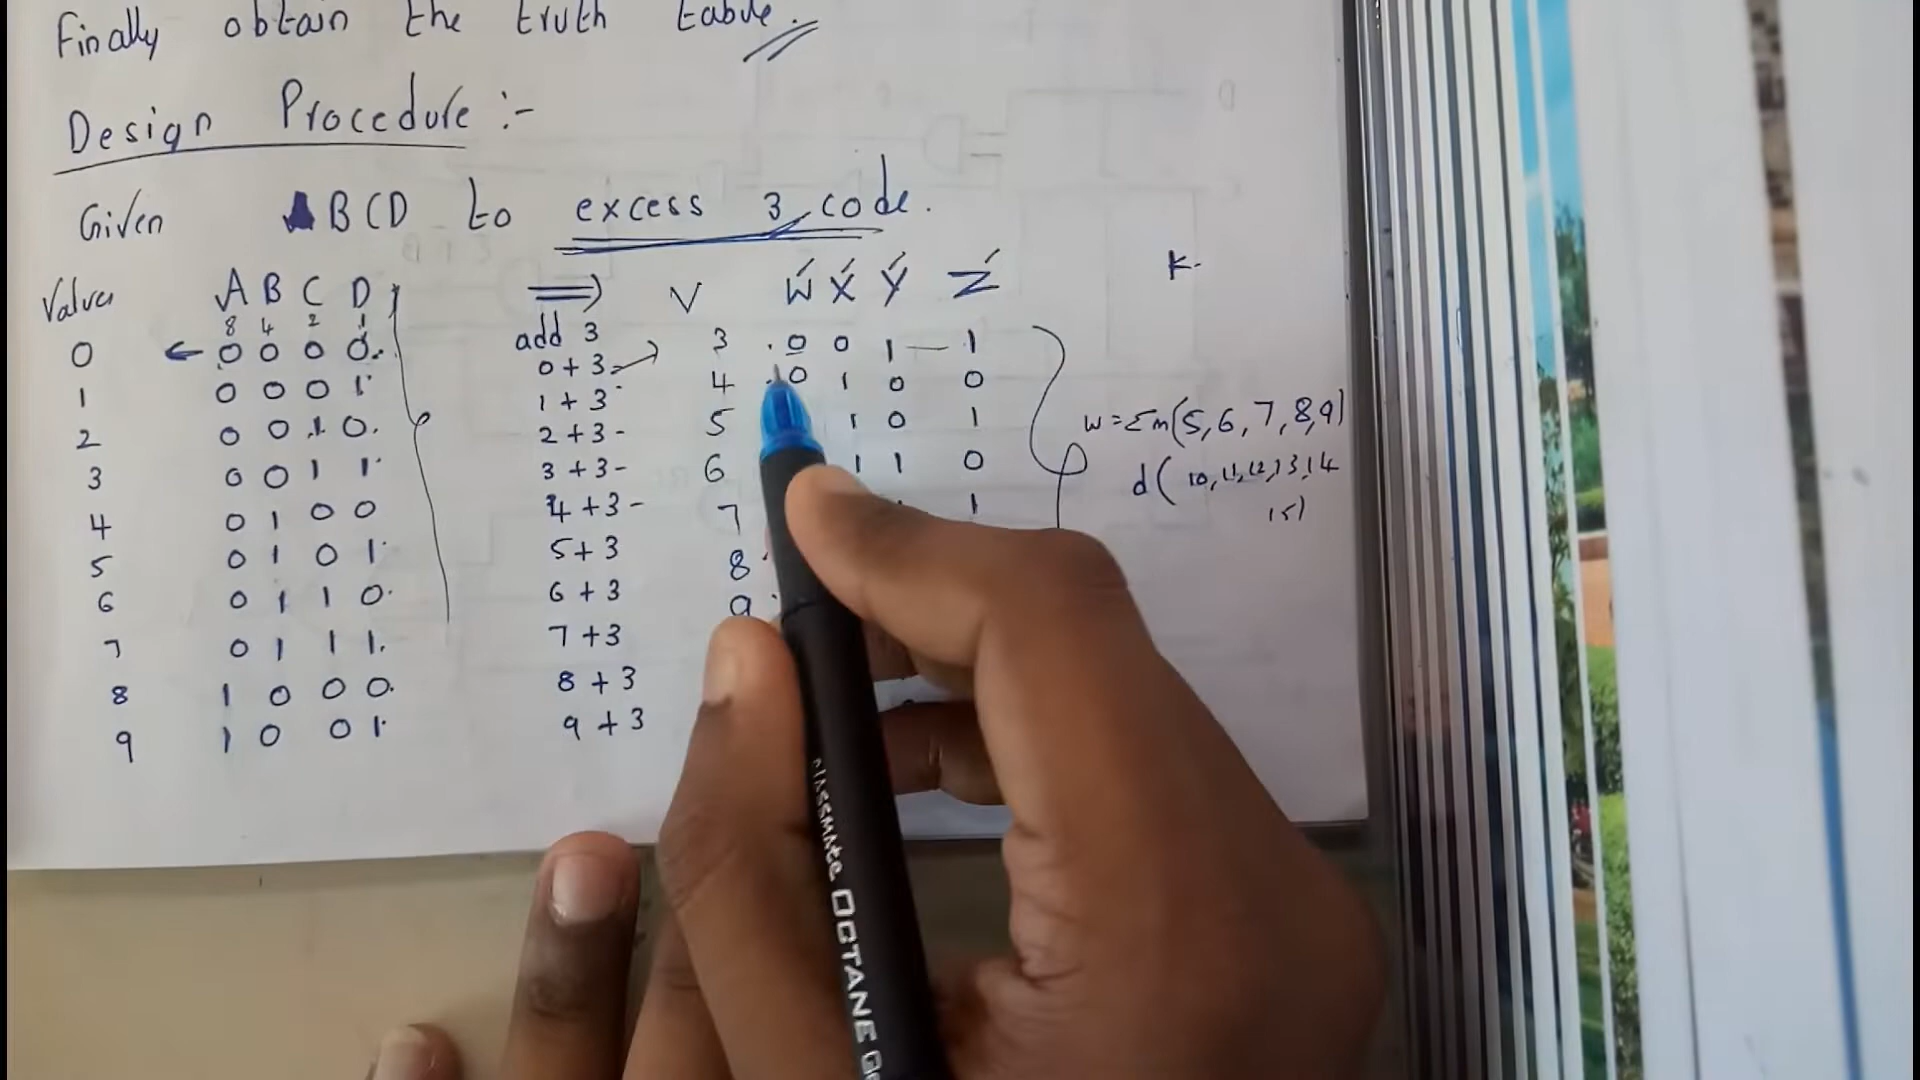 Finally obtain the truth table.
Design Procedure :-
Given BCD to excess 3 code.
Values A B C D ⇒ V W X Y Z K-
8 4 2 1 add 3
0 ← 0 0 0 0 0+3 → 3 0 0 1 — 1
1 0 0 0 1 1+3 4 0 1 0 0
2 0 0 1 0. 2+3- 5 1 0 1 w=Σm(5,6,7,8,9)
3 0 0 1 1 3+3- 6 1 1 0 d(10,11,12,13,14
4 0 1 0 0 4+3- 7 1 15)
5 0 1 0 1 5+3 8
6 0 1 1 0 6+3 9
7 0 1 1 1. 7+3
8 1 0 0 0. 8+3
9 1 0 0 1 9+3
classmate OCTANE